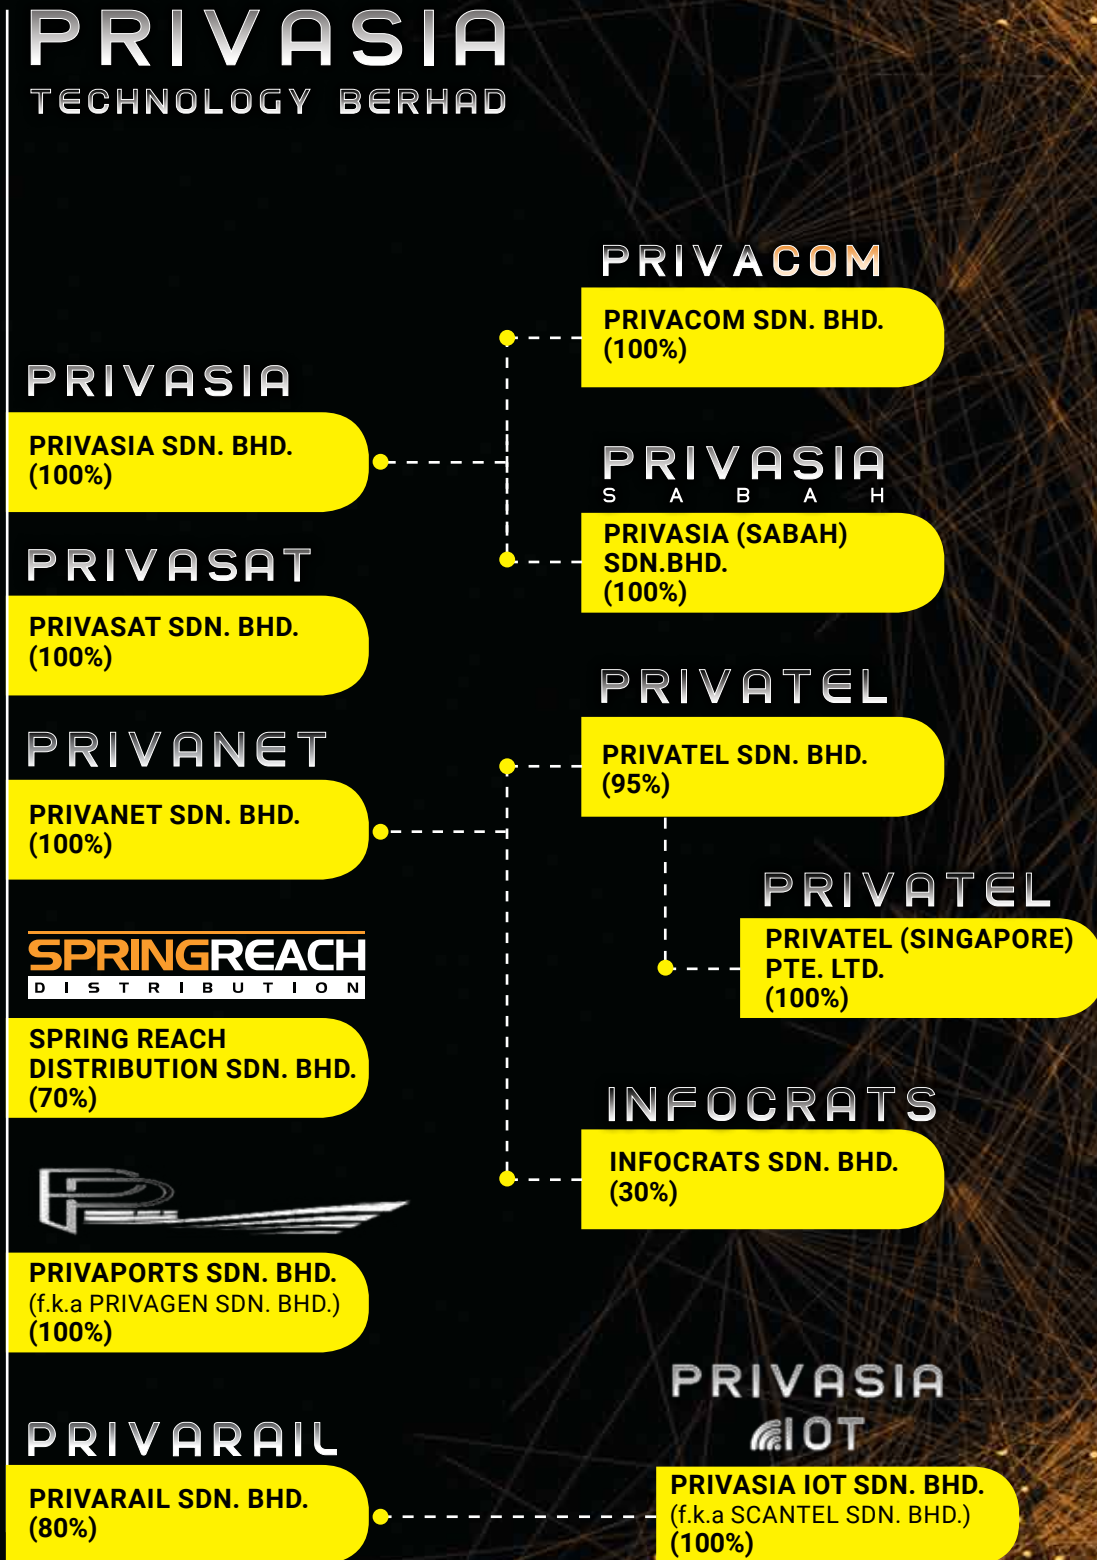 PRIVASIA
TECHNOLOGY BERHAD
PRIVACOM
PRIVACOM SDN. BHD.
(100%)
PRIVASIA
PRIVASIA SDN. BHD.
(100%)
PRIVASIA
SABAH
PRIVASIA (SABAH)
SDN.BHD.
(100%)
PRIVASAT
PRIVASAT SDN. BHD.
(100%)
PRIVATEL
PRIVATEL SDN. BHD.
(95%)
PRIVANET
PRIVANET SDN. BHD.
(100%)
PRIVATEL
PRIVATEL (SINGAPORE)
PTE. LTD.
(100%)
SPRINGREACH
DISTRIBUTION
SPRING REACH
DISTRIBUTION SDN. BHD.
(70%)
INFOCRATS
INFOCRATS SDN. BHD.
(30%)
PRIVAPORTS SDN. BHD.
(f.k.a PRIVAGEN SDN. BHD.)
(100%)
PRIVASIA
IOT
PRIVASIA IOT SDN. BHD.
(f.k.a SCANTEL SDN. BHD.)
(100%)
PRIVARAIL
PRIVARAIL SDN. BHD.
(80%)